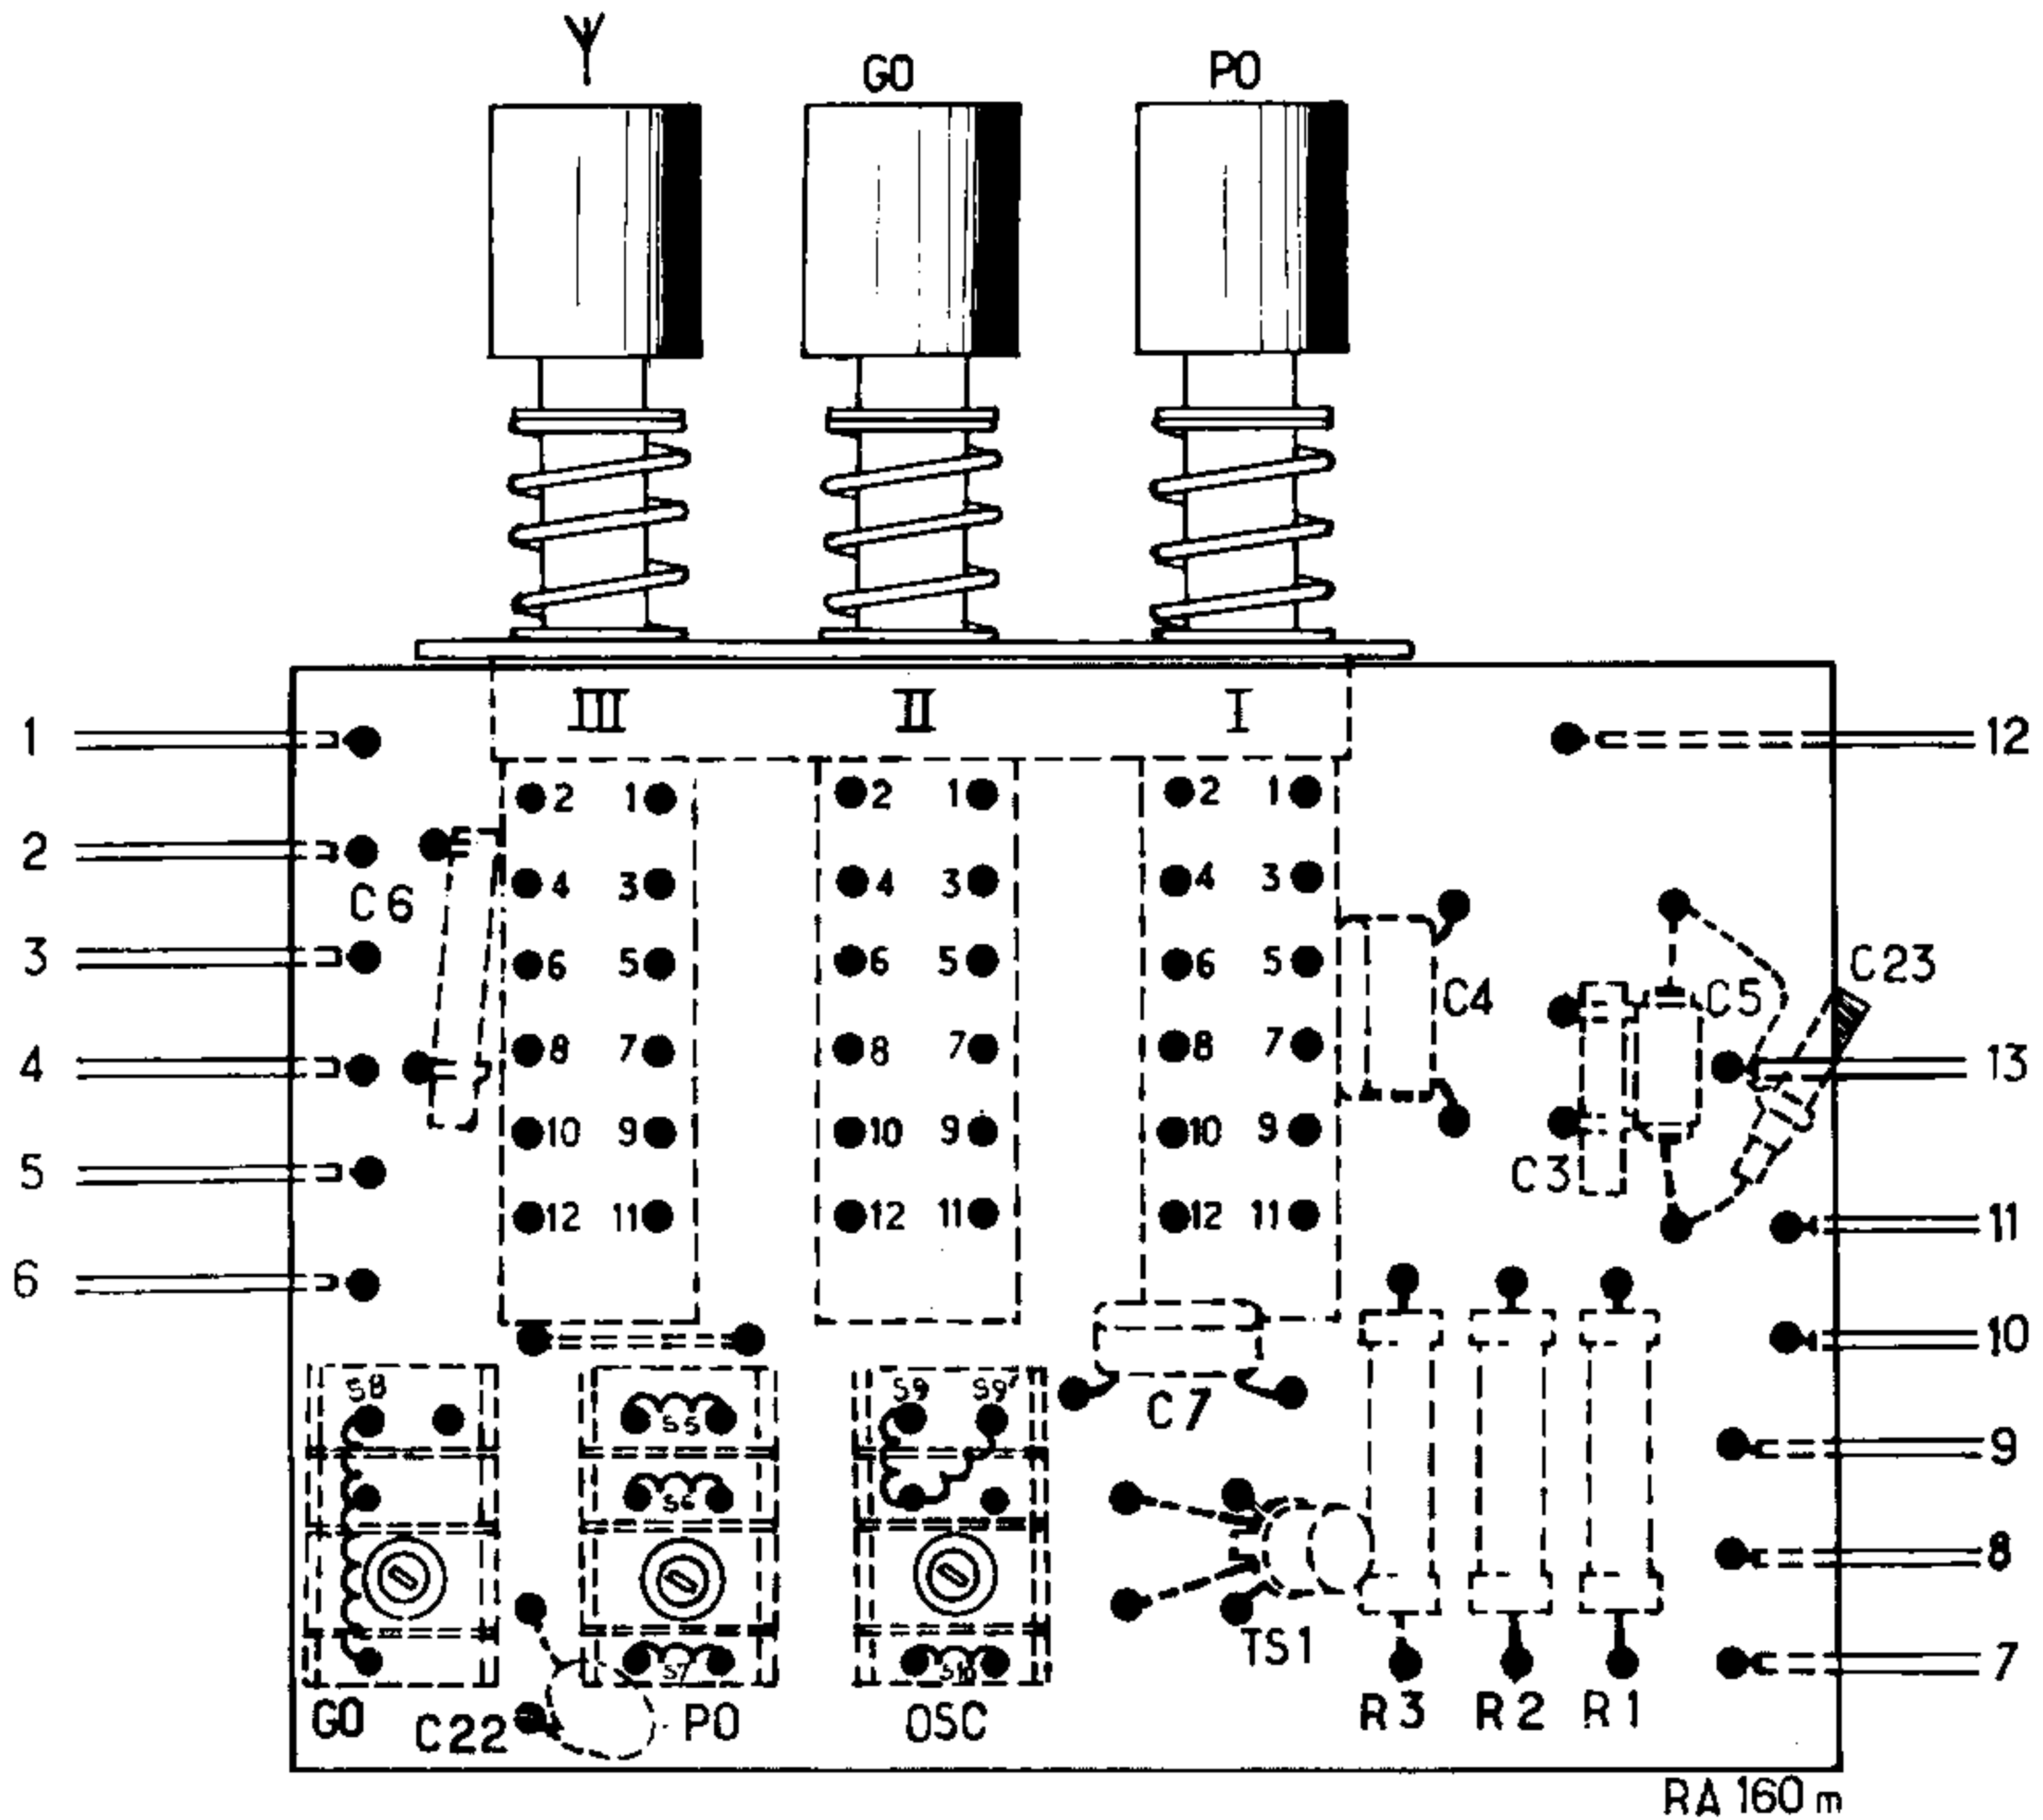 GO PO
III II I
1 12
2 1 2 1 2 1
2
C6
4 3 4 3 4 3
3
6 5 6 5 6 5
C4 C5 C23
4 13
8 7 8 7 8 7
10 9 10 9 10 9
5
C3
12 11 12 11 12 11
11
6
10
S8 S5 S9 S9'
C7
9
S6
8
TS1
S7 S10
7
GO C22 PO OSC R3 R2 R1
RA 160 m